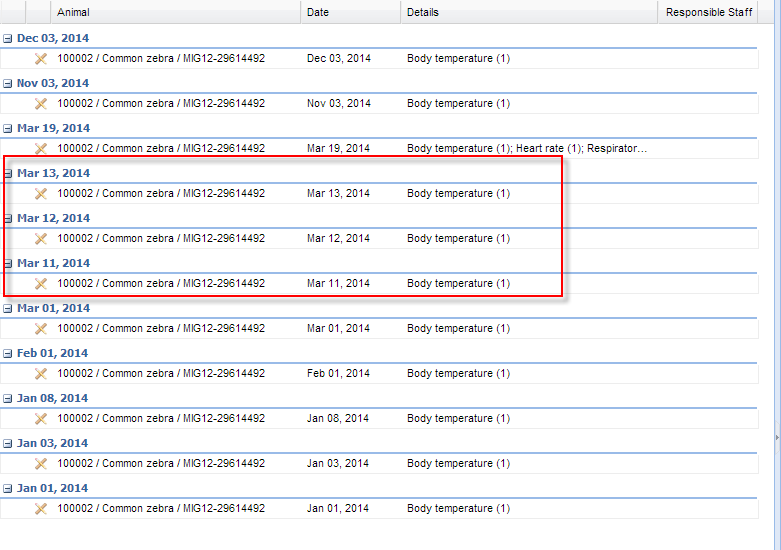 Animal Date Details Responsible Staff
Dec 03, 2014
100002 / Common zebra / MIG12-29614492 Dec 03, 2014 Body temperature (1)
Nov 03, 2014
100002 / Common zebra / MIG12-29614492 Nov 03, 2014 Body temperature (1)
Mar 19, 2014
100002 / Common zebra / MIG12-29614492 Mar 19, 2014 Body temperature (1); Heart rate (1); Respirator...
Mar 13, 2014
100002 / Common zebra / MIG12-29614492 Mar 13, 2014 Body temperature (1)
Mar 12, 2014
100002 / Common zebra / MIG12-29614492 Mar 12, 2014 Body temperature (1)
Mar 11, 2014
100002 / Common zebra / MIG12-29614492 Mar 11, 2014 Body temperature (1)
Mar 01, 2014
100002 / Common zebra / MIG12-29614492 Mar 01, 2014 Body temperature (1)
Feb 01, 2014
100002 / Common zebra / MIG12-29614492 Feb 01, 2014 Body temperature (1)
Jan 08, 2014
100002 / Common zebra / MIG12-29614492 Jan 08, 2014 Body temperature (1)
Jan 03, 2014
100002 / Common zebra / MIG12-29614492 Jan 03, 2014 Body temperature (1)
Jan 01, 2014
100002 / Common zebra / MIG12-29614492 Jan 01, 2014 Body temperature (1)